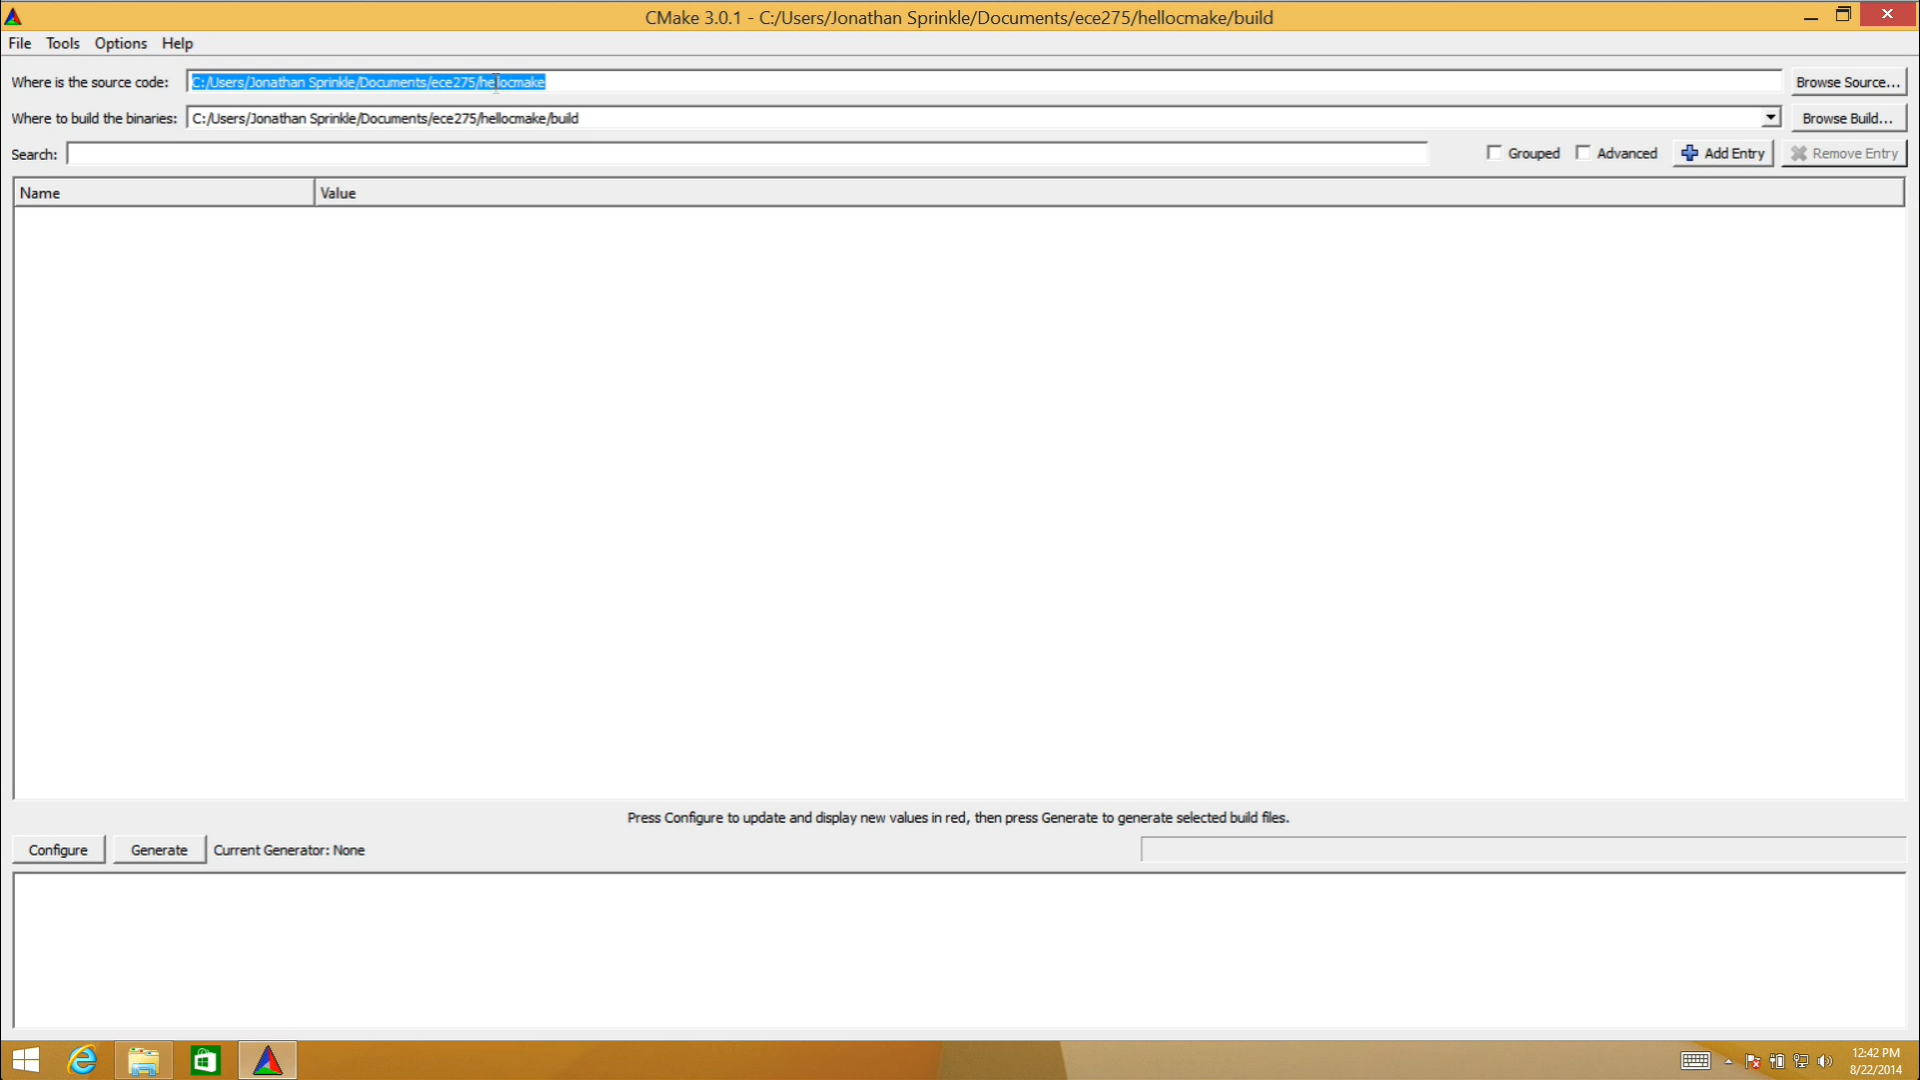 CMake 3.0.1 - C:/Users/Jonathan Sprinkle/Documents/ece275/hellocmake/build
File Tools Options Help
Where is the source code: C:/Users/Jonathan Sprinkle/Documents/ece275/hellocmake Browse Source...
Where to build the binaries: C:/Users/Jonathan Sprinkle/Documents/ece275/hellocmake/build Browse Build...
Search: Grouped Advanced Add Entry Remove Entry
Name Value
Press Configure to update and display new values in red, then press Generate to generate selected build files.
Configure Generate Current Generator: None
12:42 PM
8/22/2014